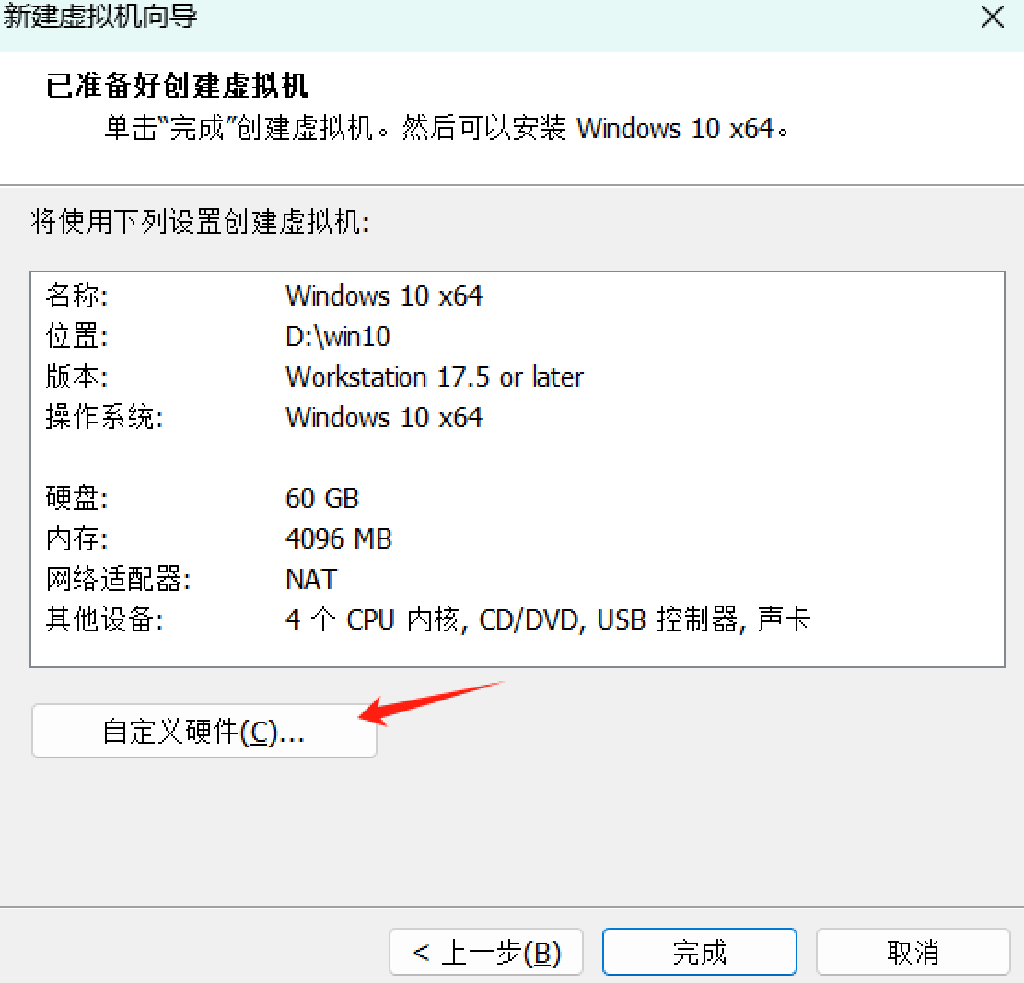 新建虚拟机向导
已准备好创建虚拟机
单击“完成”创建虚拟机。然后可以安装 Windows 10 x64。
将使用下列设置创建虚拟机:
名称: Windows 10 x64
位置: D:\win10
版本: Workstation 17.5 or later
操作系统: Windows 10 x64
硬盘: 60 GB
内存: 4096 MB
网络适配器: NAT
其他设备: 4 个 CPU 内核, CD/DVD, USB 控制器, 声卡
自定义硬件(C)...
< 上一步(B) 完成 取消